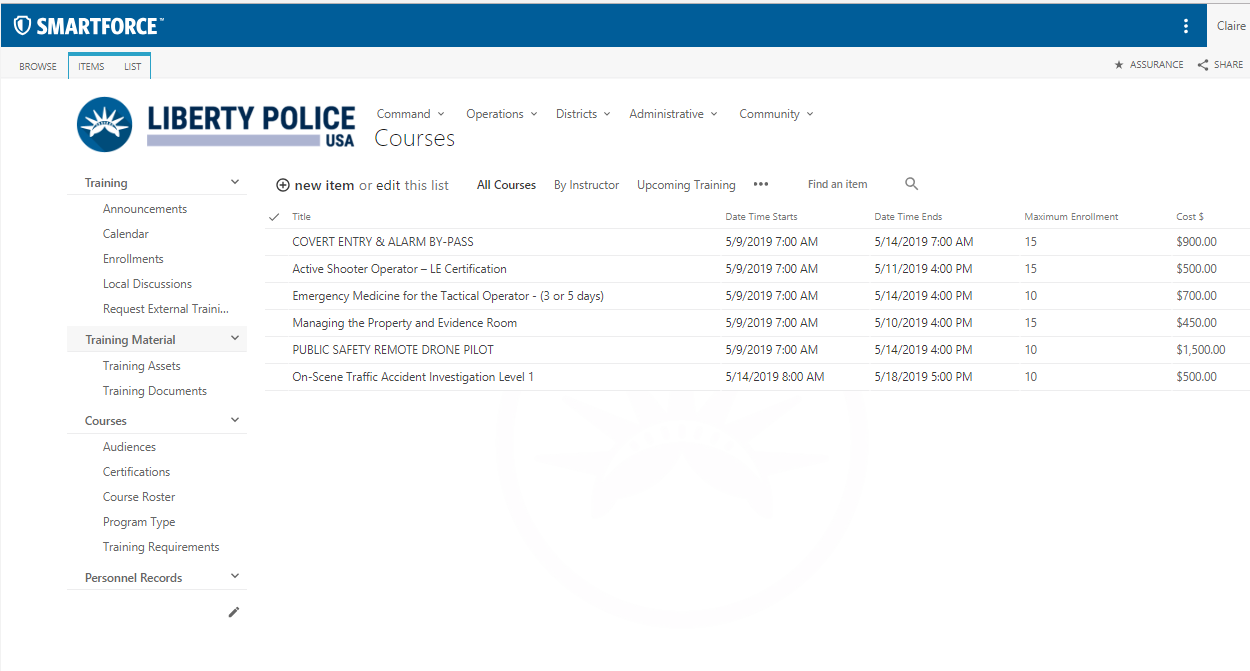 SMARTFORCE™
Claire
BROWSE ITEMS LIST
ASSURANCE SHARE
LIBERTY POLICE
USA
Command Operations Districts Administrative Community
Courses
Training
Announcements
Calendar
Enrollments
Local Discussions
Request External Traini...
Training Material
Training Assets
Training Documents
Courses
Audiences
Certifications
Course Roster
Program Type
Training Requirements
Personnel Records
new item or edit this list All Courses By Instructor Upcoming Training ••• Find an item
Title Date Time Starts Date Time Ends Maximum Enrollment Cost $
COVERT ENTRY & ALARM BY-PASS 5/9/2019 7:00 AM 5/14/2019 7:00 AM 15 $900.00
Active Shooter Operator – LE Certification 5/9/2019 7:00 AM 5/11/2019 4:00 PM 15 $500.00
Emergency Medicine for the Tactical Operator - (3 or 5 days) 5/9/2019 7:00 AM 5/14/2019 4:00 PM 10 $700.00
Managing the Property and Evidence Room 5/9/2019 7:00 AM 5/10/2019 4:00 PM 15 $450.00
PUBLIC SAFETY REMOTE DRONE PILOT 5/9/2019 7:00 AM 5/14/2019 4:00 PM 10 $1,500.00
On-Scene Traffic Accident Investigation Level 1 5/14/2019 8:00 AM 5/18/2019 5:00 PM 10 $500.00